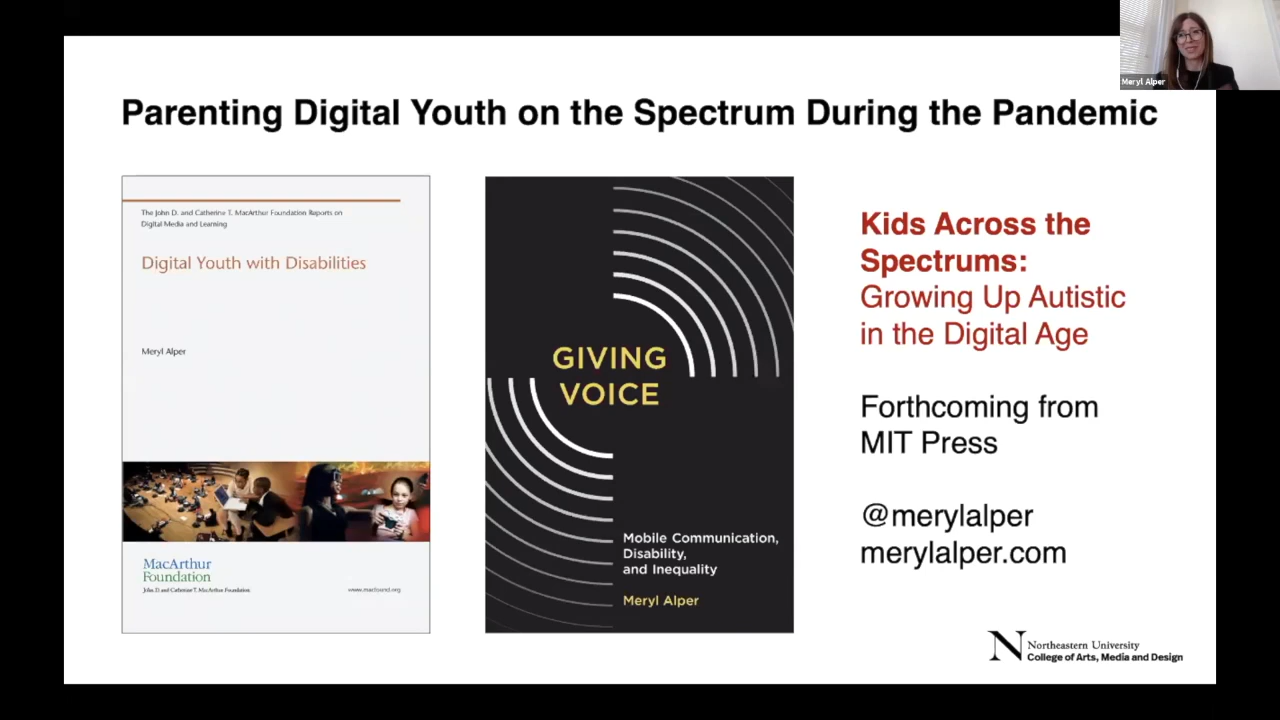 Meryl Alper
Parenting Digital Youth on the Spectrum During the Pandemic
The John D. and Catherine T. MacArthur Foundation Reports on
Digital Media and Learning
Digital Youth with Disabilities
Meryl Alper
MacArthur
Foundation
John D. and Catherine T. MacArthur Foundation
www.macfound.org
GIVING
VOICE
Mobile Communication,
Disability,
and Inequality
Meryl Alper
Kids Across the
Spectrums:
Growing Up Autistic
in the Digital Age
Forthcoming from
MIT Press
@merylalper
merylalper.com
N
Northeastern University
College of Arts, Media and Design